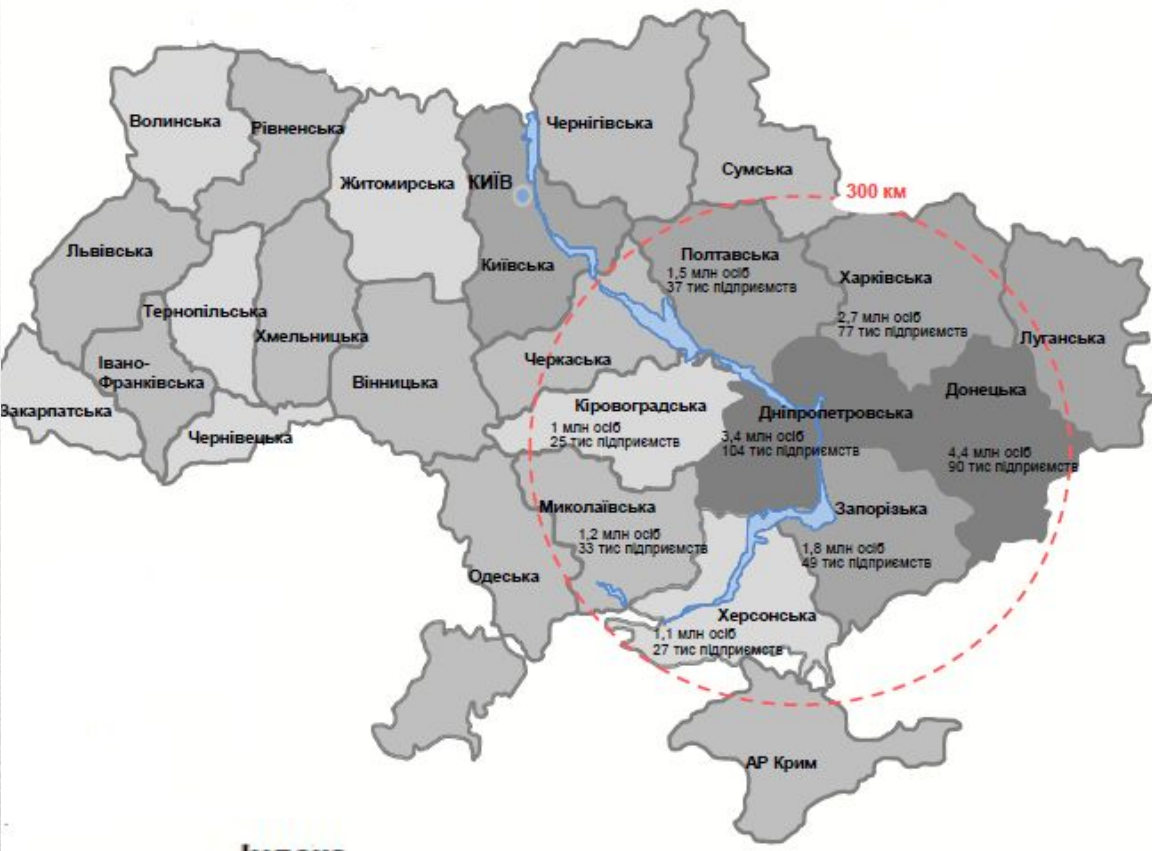 Волинська
Рівненська
Чернігівська
Житомирська
КИЇВ
Сумська
300 км
Львівська
Київська
Полтавська
1,5 млн осіб
37 тис підприємств
Харківська
2,7 млн осіб
77 тис підприємств
Тернопільська
Хмельницька
Луганська
Івано-
Франківська
Вінницька
Черкаська
Закарпатська
Чернівецька
Кіровоградська
1 млн осіб
25 тис підприємств
Дніпропетровська
3,4 млн осіб
104 тис підприємств
Донецька
4,4 млн осіб
90 тис підприємств
Миколаївська
1,2 млн осіб
33 тис підприємств
Запорізька
1,8 млн осіб
49 тис підприємств
Одеська
Херсонська
1,1 млн осіб
27 тис підприємств
АР Крим